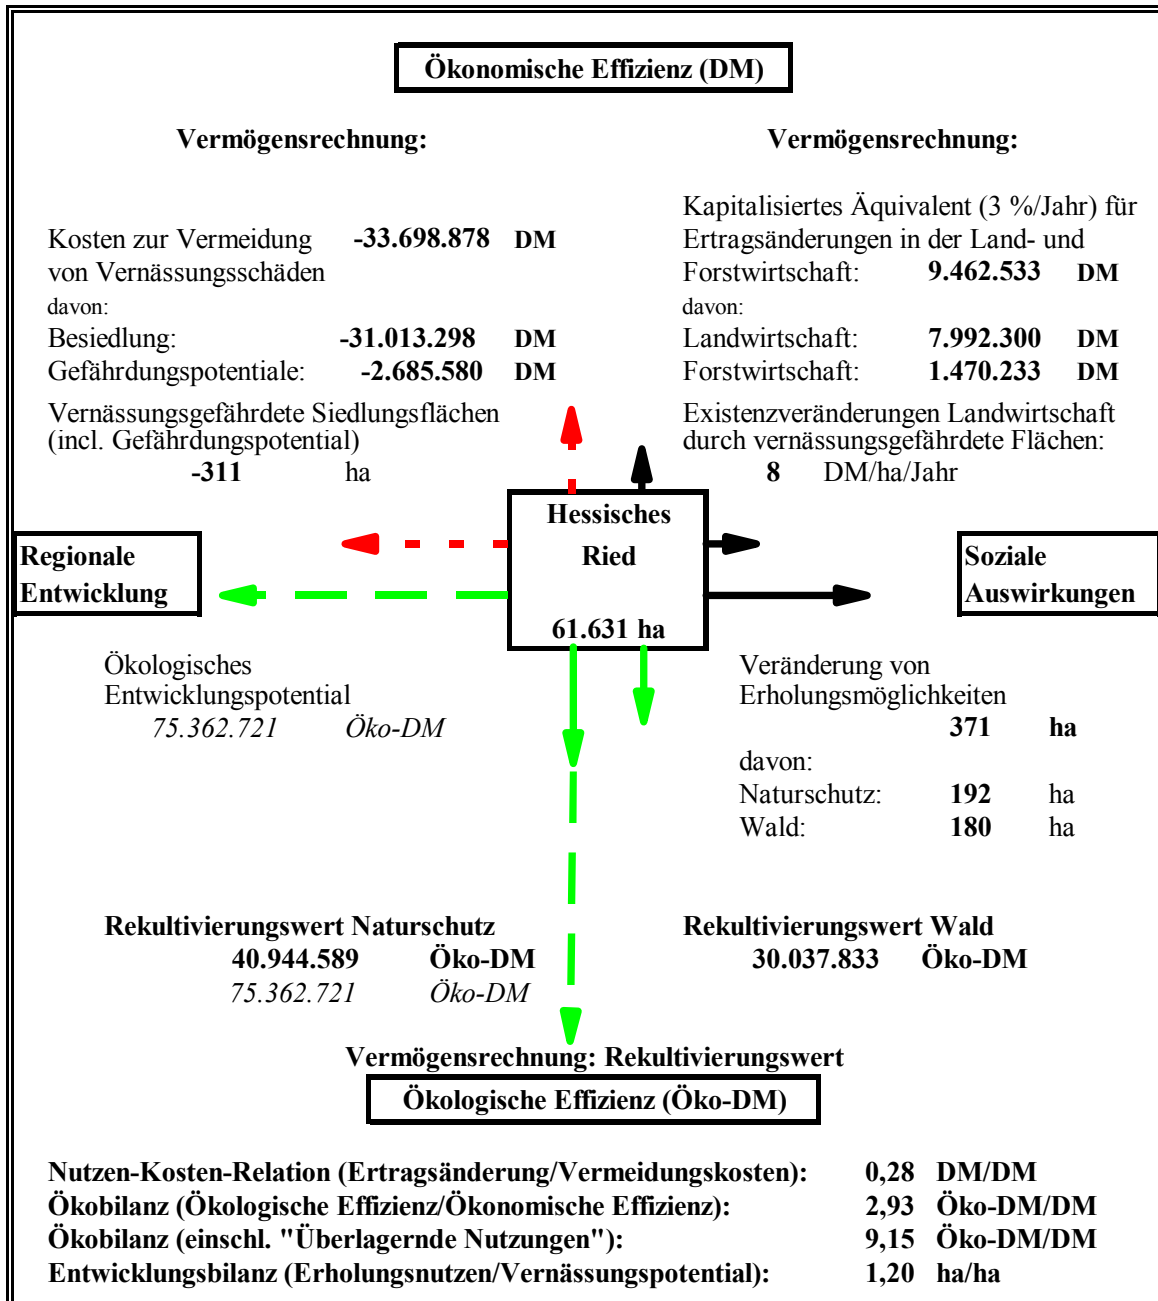 Ökonomische Effizienz (DM)
Vermögensrechnung:
Kosten zur Vermeidung -33.698.878 DM
von Vernässungsschäden
davon:
Besiedlung: -31.013.298 DM
Gefährdungspotentiale: -2.685.580 DM
Vernässungsgefährdete Siedlungsflächen
(incl. Gefährdungspotential)
-311 ha
Vermögensrechnung:
Kapitalisiertes Äquivalent (3 %/Jahr) für
Ertragsänderungen in der Land- und
Forstwirtschaft: 9.462.533 DM
davon:
Landwirtschaft: 7.992.300 DM
Forstwirtschaft: 1.470.233 DM
Existenzveränderungen Landwirtschaft
durch vernässungsgefährdete Flächen:
8 DM/ha/Jahr
Regionale
Entwicklung
Hessisches
Ried
61.631 ha
Soziale
Auswirkungen
Ökologisches
Entwicklungspotential
75.362.721 Öko-DM
Veränderung von
Erholungsmöglichkeiten
371 ha
davon:
Naturschutz: 192 ha
Wald: 180 ha
Rekultivierungswert Naturschutz
40.944.589 Öko-DM
75.362.721 Öko-DM
Rekultivierungswert Wald
30.037.833 Öko-DM
Vermögensrechnung: Rekultivierungswert
Ökologische Effizienz (Öko-DM)
Nutzen-Kosten-Relation (Ertragsänderung/Vermeidungskosten): 0,28 DM/DM
Ökobilanz (Ökologische Effizienz/Ökonomische Effizienz): 2,93 Öko-DM/DM
Ökobilanz (einschl. "Überlagernde Nutzungen"): 9,15 Öko-DM/DM
Entwicklungsbilanz (Erholungsnutzen/Vernässungspotential): 1,20 ha/ha